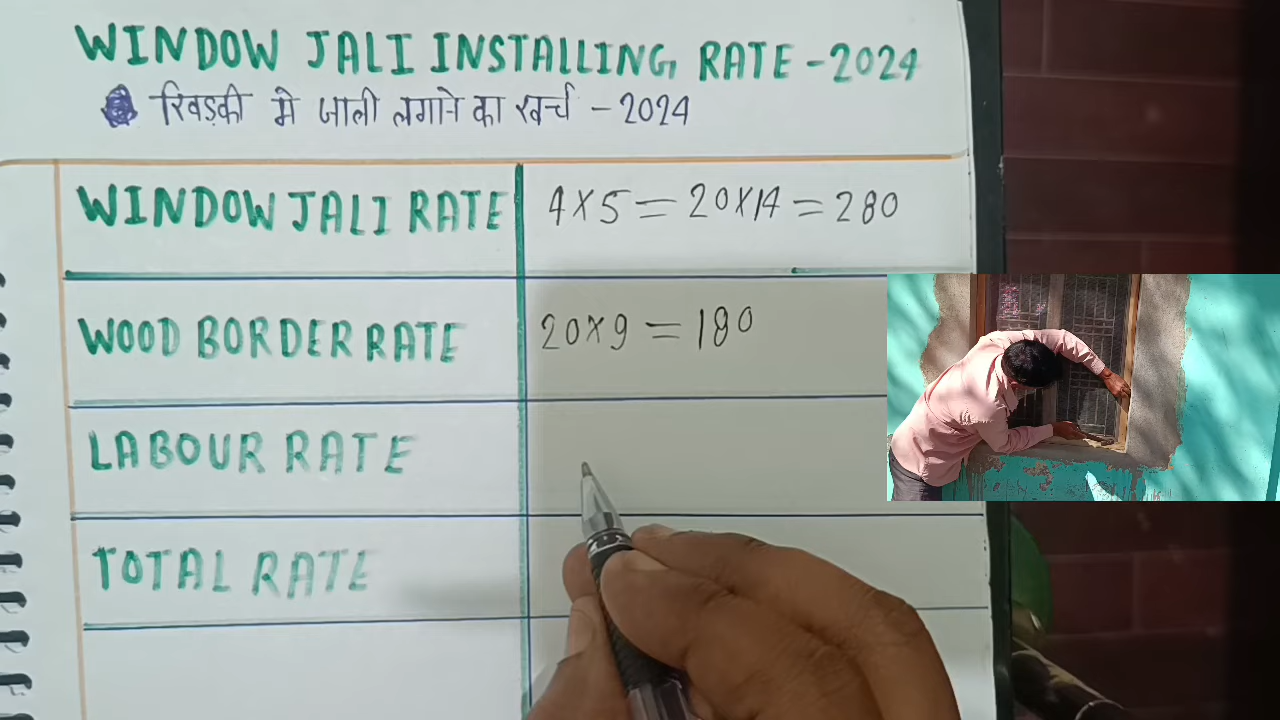 WINDOW JALI INSTALLING RATE - 2024
खिड़की मे जाली लगाने का खर्च - 2024
WINDOW JALI RATE 4X5 = 20X14 = 280
WOOD BORDER RATE 20X9 = 180
LABOUR RATE
TOTAL RATE